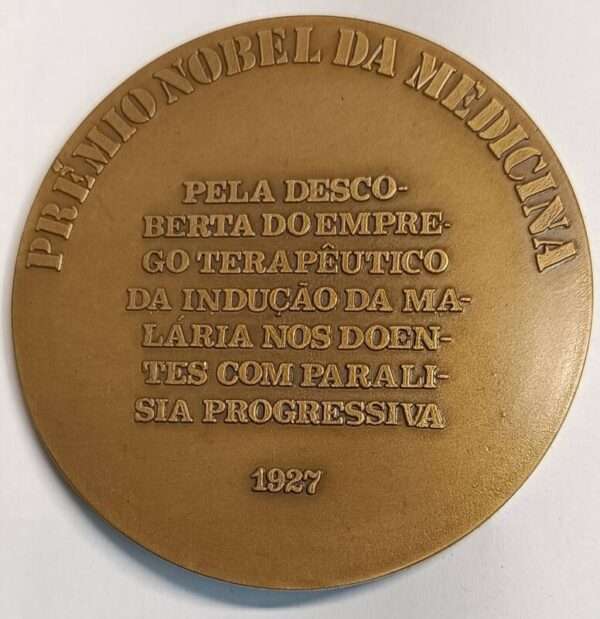 PRÉMIO NOBEL DA MEDICINA
PELA DESCO-
BERTA DO EMPRE-
GO TERAPÊUTICO
DA INDUÇÃO DA MA-
LÁRIA NOS DOEN-
TES COM PARALI-
SIA PROGRESSIVA
1927